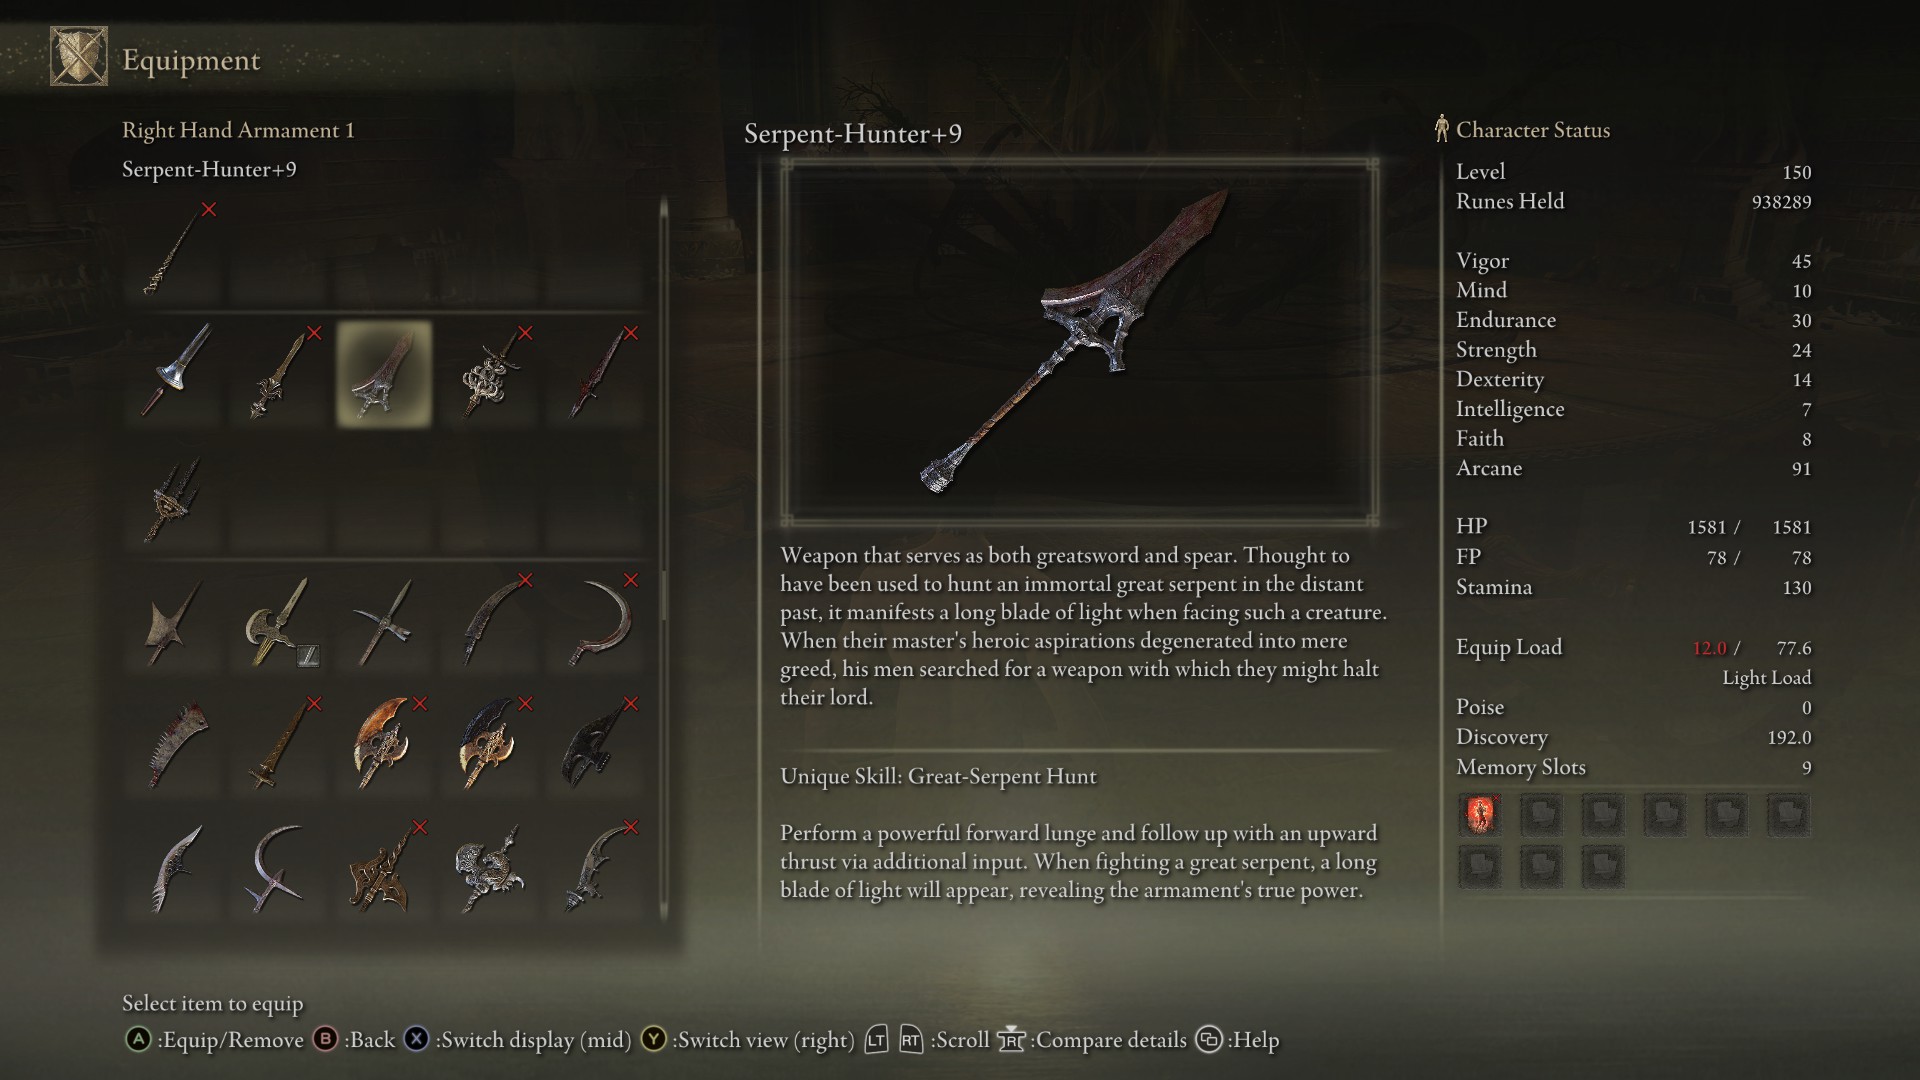 Equipment
Right Hand Armament 1
Serpent-Hunter+9
Serpent-Hunter+9
Weapon that serves as both greatsword and spear. Thought to
have been used to hunt an immortal great serpent in the distant
past, it manifests a long blade of light when facing such a creature.
When their master's heroic aspirations degenerated into mere
greed, his men searched for a weapon with which they might halt
their lord.
Unique Skill: Great-Serpent Hunt
Perform a powerful forward lunge and follow up with an upward
thrust via additional input. When fighting a great serpent, a long
blade of light will appear, revealing the armament's true power.
Character Status
Level 150
Runes Held 938289
Vigor 45
Mind 10
Endurance 30
Strength 24
Dexterity 14
Intelligence 7
Faith 8
Arcane 91
HP 1581 / 1581
FP 78 / 78
Stamina 130
Equip Load 12.0 / 77.6
Light Load
Poise 0
Discovery 192.0
Memory Slots 9
Select item to equip
A :Equip/Remove B :Back X :Switch display (mid) Y :Switch view (right) LT RT :Scroll R :Compare details :Help